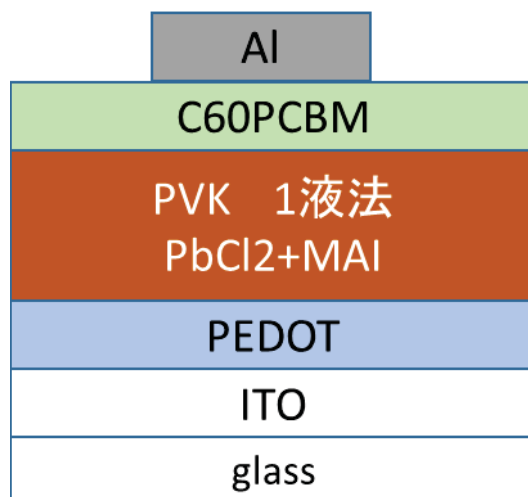 Al
C60PCBM
PVK　1液法
PbCl2+MAI
PEDOT
ITO
glass